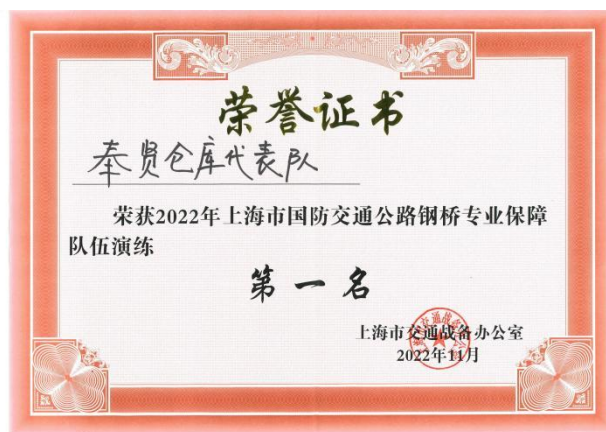 荣誉证书
奉贤仓库代表队
荣获2022年上海市国防交通公路钢桥专业保障
队伍演练
第一名
上海市交通战备办公室
2022年11月